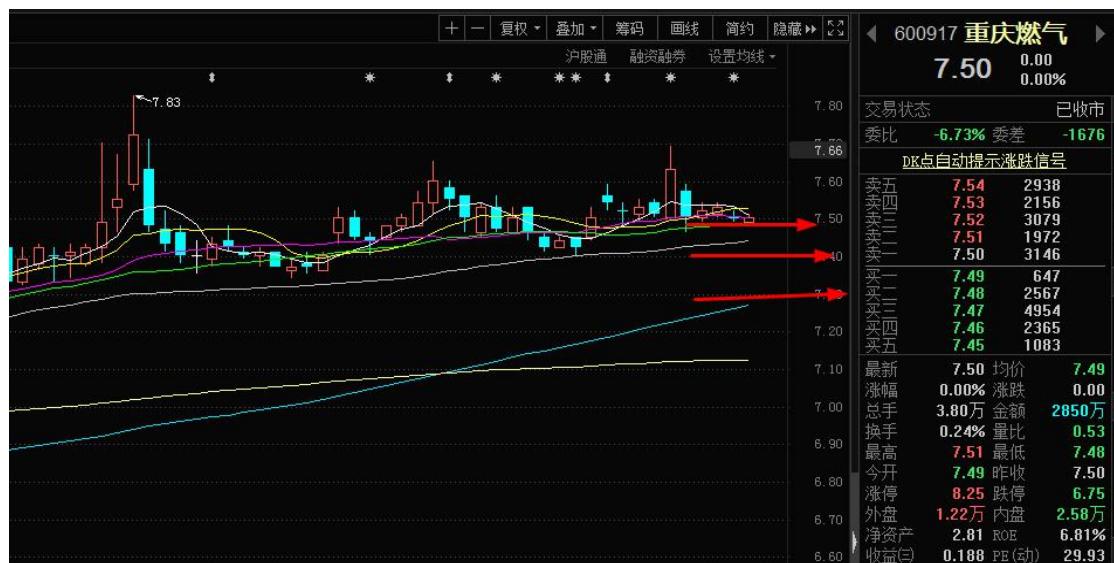 复权 叠加 筹码 画线 简约 隐藏
沪股通 融资融券 设置均线
7.83
7.80
7.66
7.60
7.50
7.20
7.10
7.00
6.90
6.80
6.70
6.60
600917 重庆燃气
7.50 0.00
0.00%
交易状态 已收市
委比 -6.73% 委差 -1676
DK点自动提示涨跌信号
卖五 7.54 2938
卖四 7.53 2156
卖三 7.52 3079
卖二 7.51 1972
卖一 7.50 3146
买一 7.49 647
买二 7.48 2567
买三 7.47 4954
买四 7.46 2365
买五 7.45 1083
最新 7.50 均价 7.49
涨幅 0.00% 涨跌 0.00
总手 3.80万 金额 2850万
换手 0.24% 量比 0.53
最高 7.51 最低 7.48
今开 7.49 昨收 7.50
涨停 8.25 跌停 6.75
外盘 1.22万 内盘 2.58万
净资产 2.81 ROE 6.81%
收益(三) 0.188 PE(动) 29.93